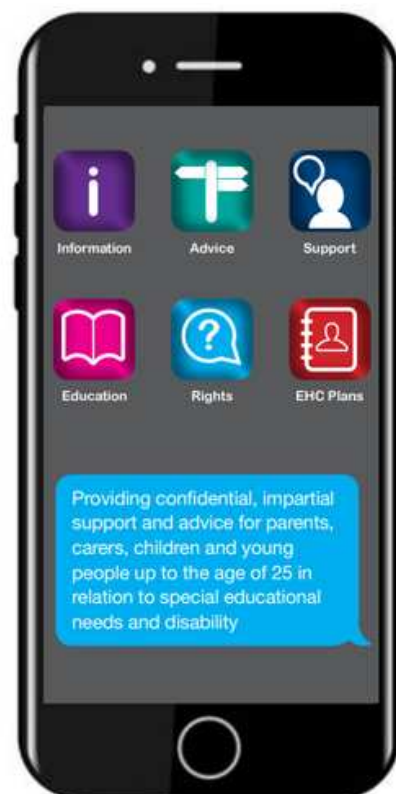 Information Advice Support
Education Rights EHC Plans
Providing confidential, impartial
support and advice for parents,
carers, children and young
people up to the age of 25 in
relation to special educational
needs and disability